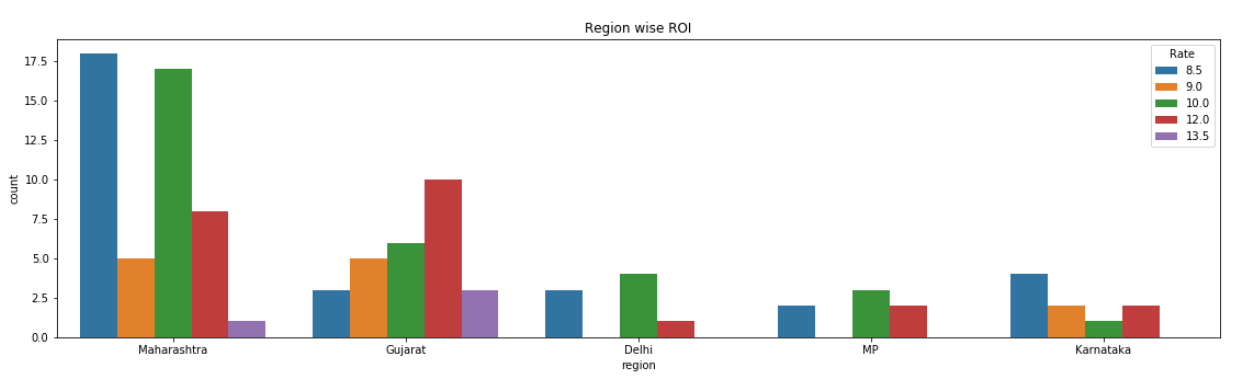 Region wise ROI
17.5
15.0
12.5
10.0
7.5
5.0
2.5
0.0
count
Rate
8.5
9.0
10.0
12.0
13.5
Maharashtra Gujarat Delhi MP Karnataka
region